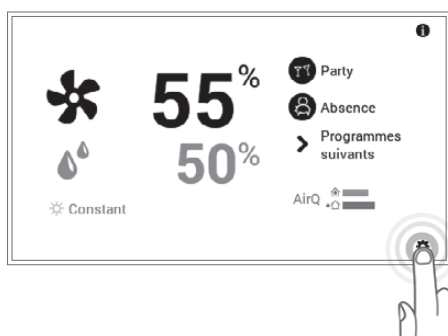 i
55%
Party
Absence
50%
Programmes
suivants
AirQ
Constant